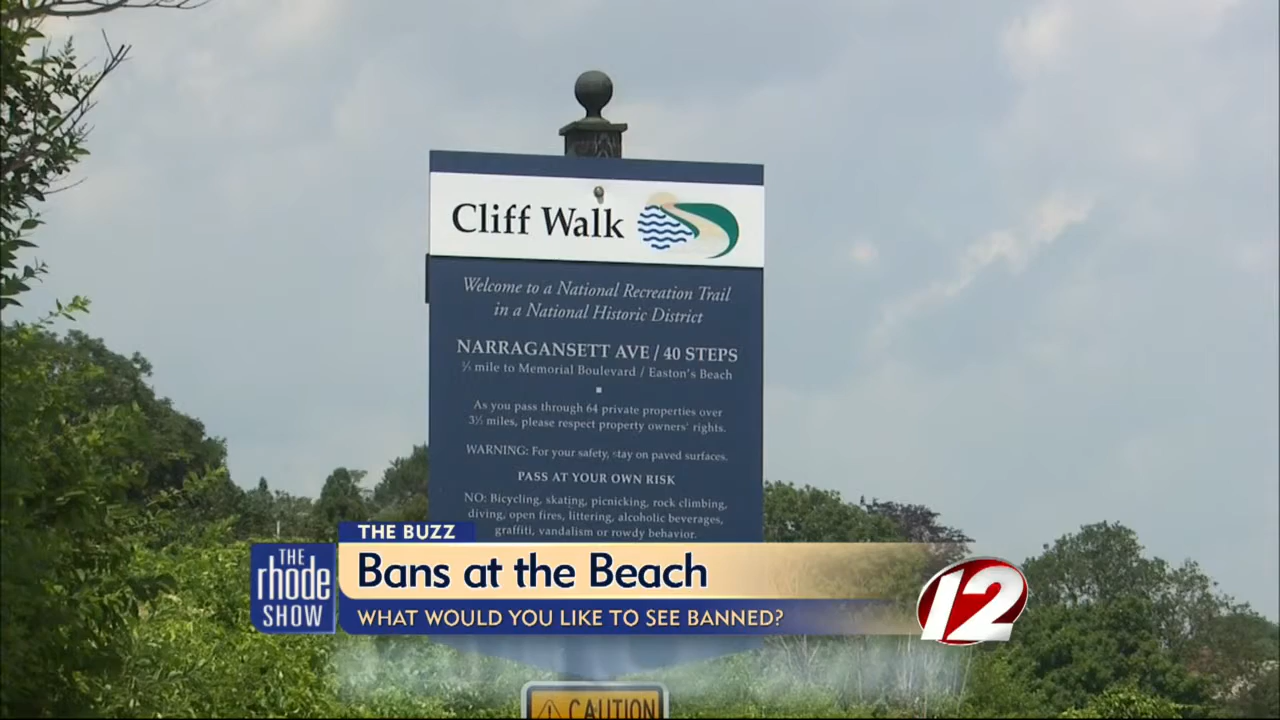 Cliff Walk
Welcome to a National Recreation Trail
in a National Historic District
NARRAGANSETT AVE / 40 STEPS
mile to Memorial Boulevard / Easton's Beach
As you pass through 64 private properties over
3½ miles, please respect property owners' rights.
WARNING: For your safety, stay on paved surfaces.
PASS AT YOUR OWN RISK
NO: Bicycling, skating, picnicking, rock climbing,
diving, open fires, littering, alcoholic beverages,
graffiti, vandalism or rowdy behavior.
THE BUZZ
THE
rhode
SHOW
Bans at the Beach
WHAT WOULD YOU LIKE TO SEE BANNED?
12
CAUTION